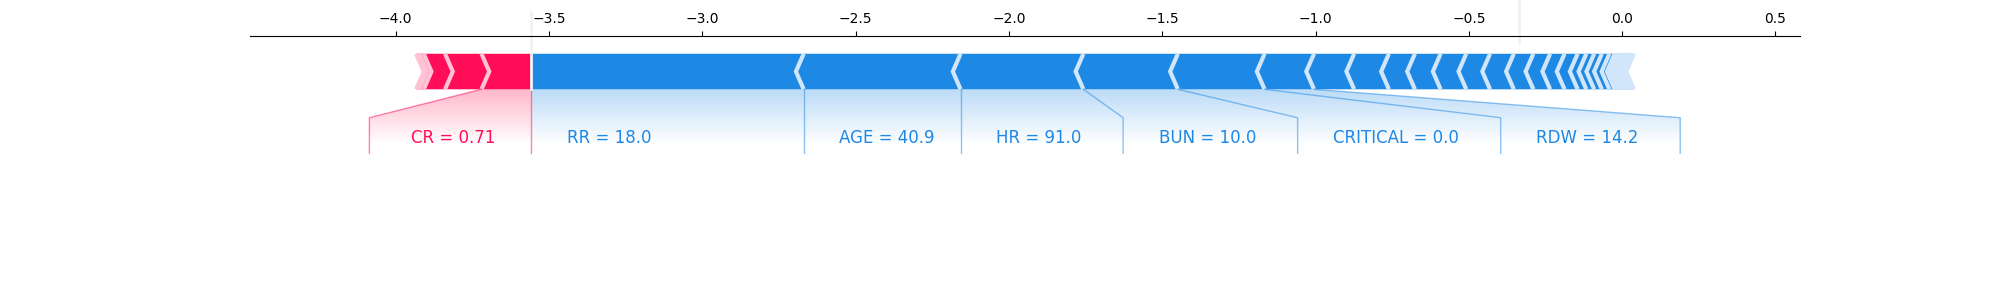 −4.0 −3.5 −3.0 −2.5 −2.0 −1.5 −1.0 −0.5 0.0 0.5
CR = 0.71 RR = 18.0 AGE = 40.9 HR = 91.0 BUN = 10.0 CRITICAL = 0.0 RDW = 14.2